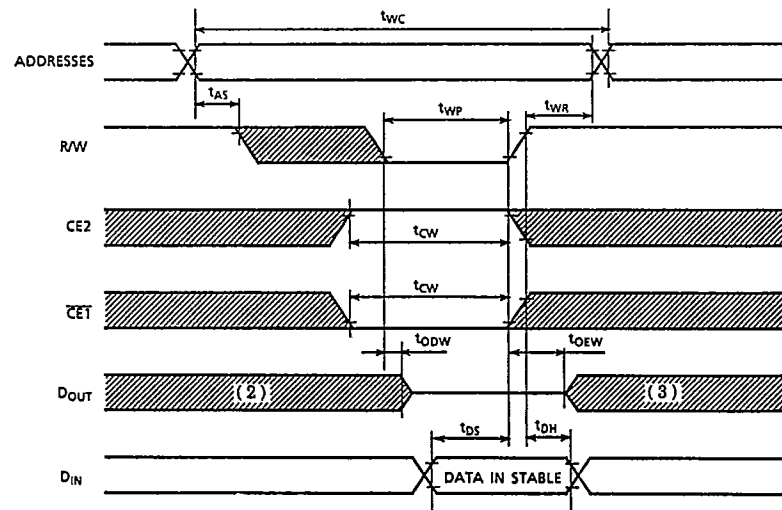 tWC
ADDRESSES
tAS
tWP
tWR
R/W
CE2
tCW
CE1
tCW
tODW
tOEW
DOUT
(2)
(3)
tDS
tDH
DIN
DATA IN STABLE